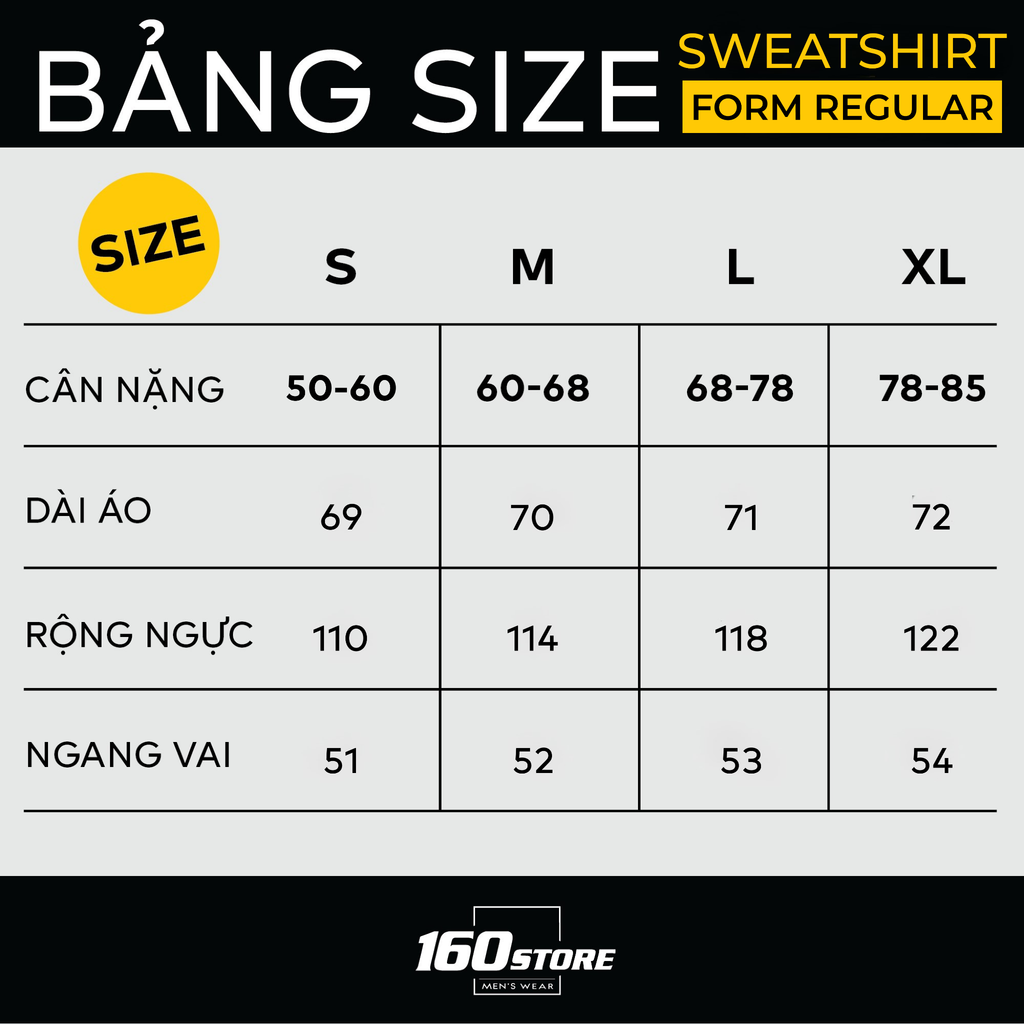 BẢNG SIZE SWEATSHIRT
FORM REGULAR
SIZE S M L XL
CÂN NẶNG 50-60 60-68 68-78 78-85
DÀI ÁO 69 70 71 72
RỘNG NGỰC 110 114 118 122
NGANG VAI 51 52 53 54
160STORE
MEN'S WEAR